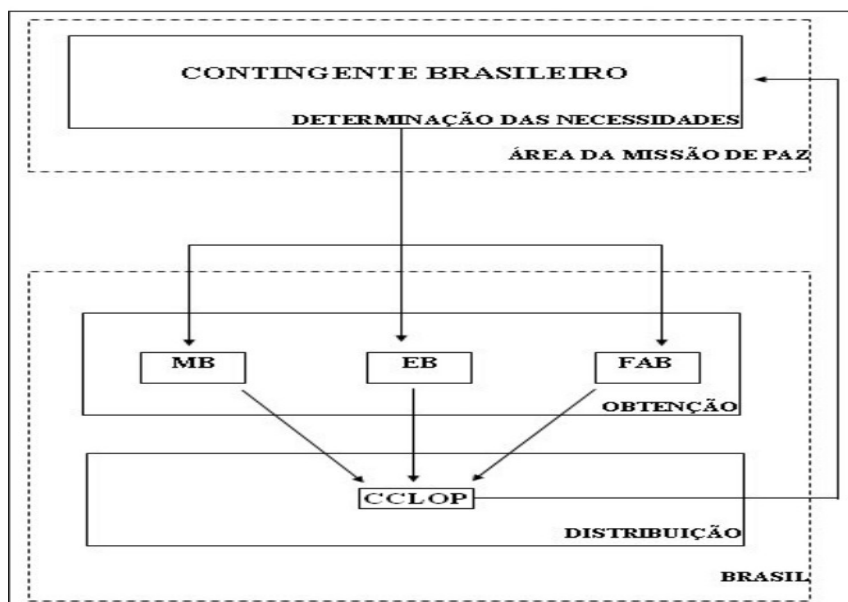 CONTINGENTE BRASILEIRO
DETERMINAÇÃO DAS NECESSIDADES
ÁREA DA MISSÃO DE PAZ
MB
EB
FAB
OBTENÇÃO
CCLOP
DISTRIBUIÇÃO
BRASIL